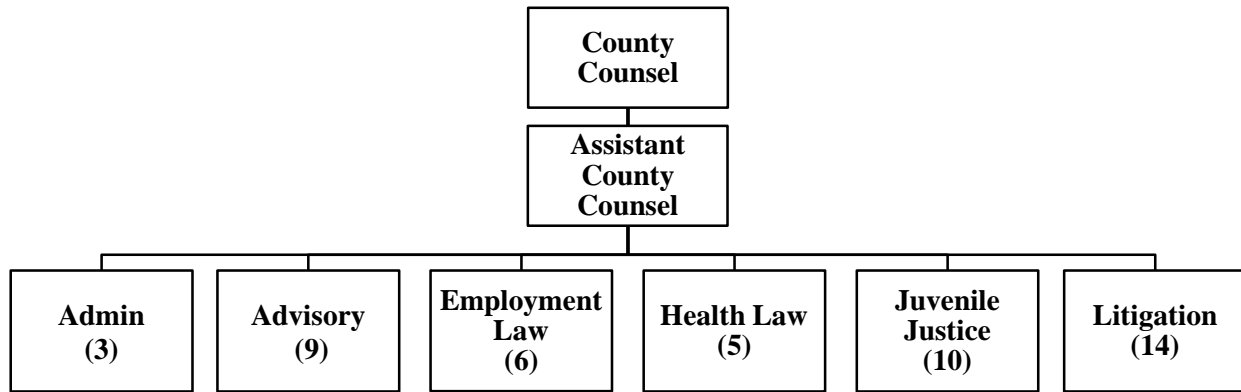 County
Counsel
Assistant
County
Counsel
Admin
(3)
Advisory
(9)
Employment
Law
(6)
Health Law
(5)
Juvenile
Justice
(10)
Litigation
(14)